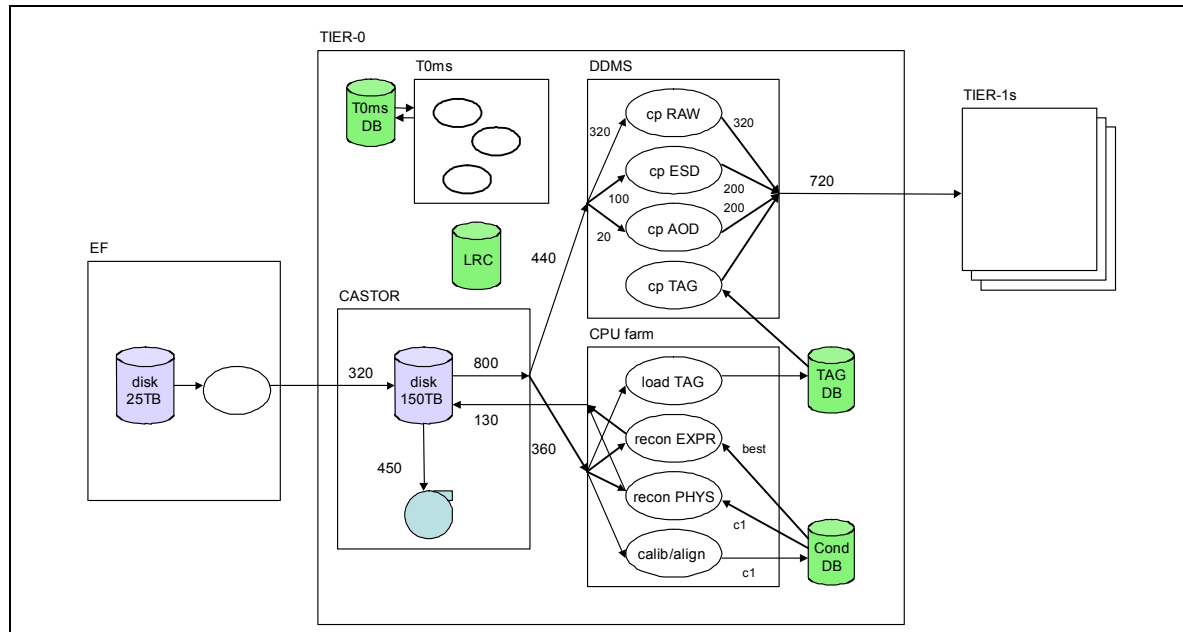 TIER-0
T0ms
DDMS
T0ms
DB
cp RAW
TIER-1s
320
320
cp ESD
720
100
200
200
20
cp AOD
LRC
EF
440
cp TAG
CASTOR
CPU farm
disk
25TB
320
disk
150TB
800
load TAG
TAG
DB
130
360
recon EXPR
best
450
recon PHYS
c1
calib/align
c1
Cond
DB